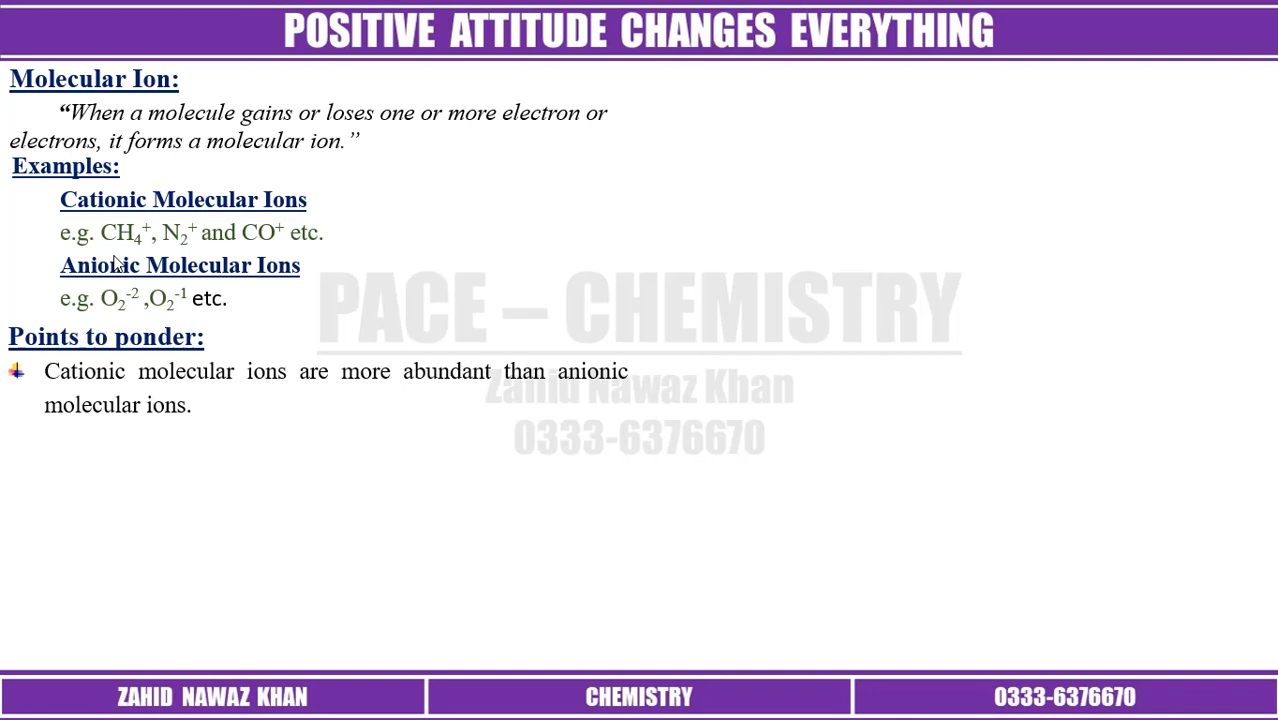 POSITIVE ATTITUDE CHANGES EVERYTHING
Molecular Ion:
“When a molecule gains or loses one or more electron or
electrons, it forms a molecular ion.”
Examples:
Cationic Molecular Ions
e.g. CH₄⁺, N₂⁺ and CO⁺ etc.
Anionic Molecular Ions
e.g. O₂⁻² ,O₂⁻¹ etc.
Points to ponder:
Cationic molecular ions are more abundant than anionic
molecular ions.
PACE – CHEMISTRY
Zahid Nawaz Khan
0333-6376670
ZAHID NAWAZ KHAN
CHEMISTRY
0333-6376670